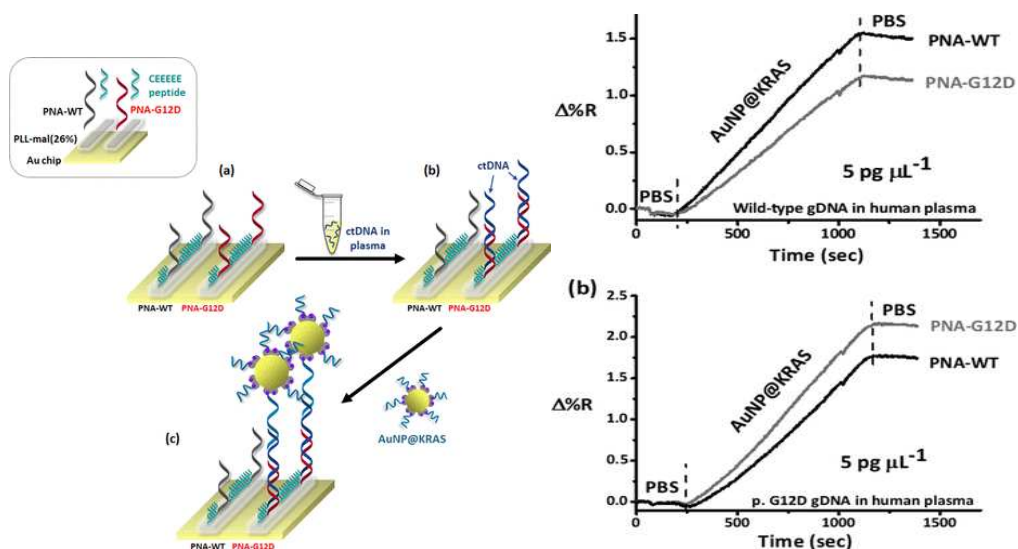 CEEEEE
peptide
PNA-WT
PNA-G12D
PLL-mal(26%)
Au chip
(a)
ctDNA in
plasma
(b)
ctDNA
PNA-WT PNA-G12D
PNA-WT PNA-G12D
(c)
AuNP@KRAS
PNA-WT PNA-G12D
Δ%R
1.5
1.0
0.5
0.0
PBS
AuNP@KRAS
PBS
PNA-WT
PNA-G12D
5 pg µL-1
Wild-type gDNA in human plasma
0 500 1000 1500
Time (sec)
(b)
Δ%R
2.5
2.0
1.5
1.0
0.5
0.0
PBS
AuNP@KRAS
PBS
PNA-G12D
PNA-WT
5 pg µL-1
p. G12D gDNA in human plasma
0 500 1000 1500
Time (sec)